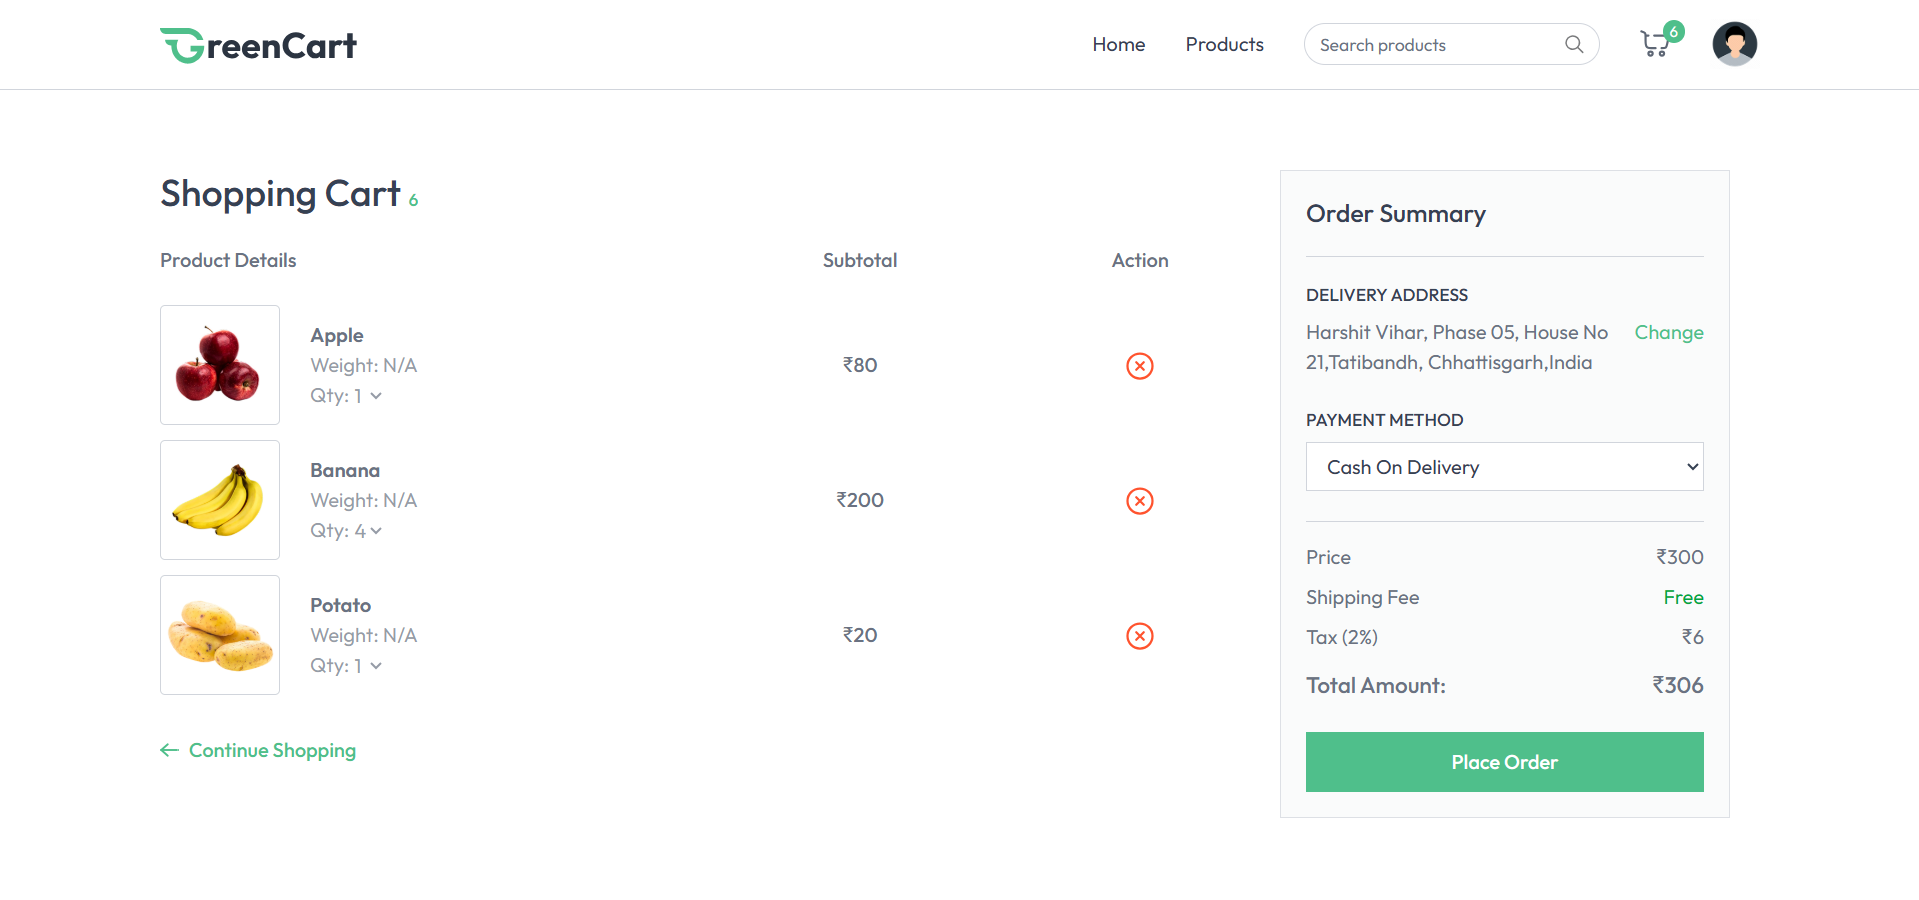 GreenCart
Home
Products
Search products
6
Shopping Cart 6
Product Details
Subtotal
Action
Apple
Weight: N/A
Qty: 1
₹80
Banana
Weight: N/A
Qty: 4
₹200
Potato
Weight: N/A
Qty: 1
₹20
Continue Shopping
Order Summary
DELIVERY ADDRESS
Harshit Vihar, Phase 05, House No
21,Tatibandh, Chhattisgarh,India
Change
PAYMENT METHOD
Cash On Delivery
Price ₹300
Shipping Fee Free
Tax (2%) ₹6
Total Amount: ₹306
Place Order